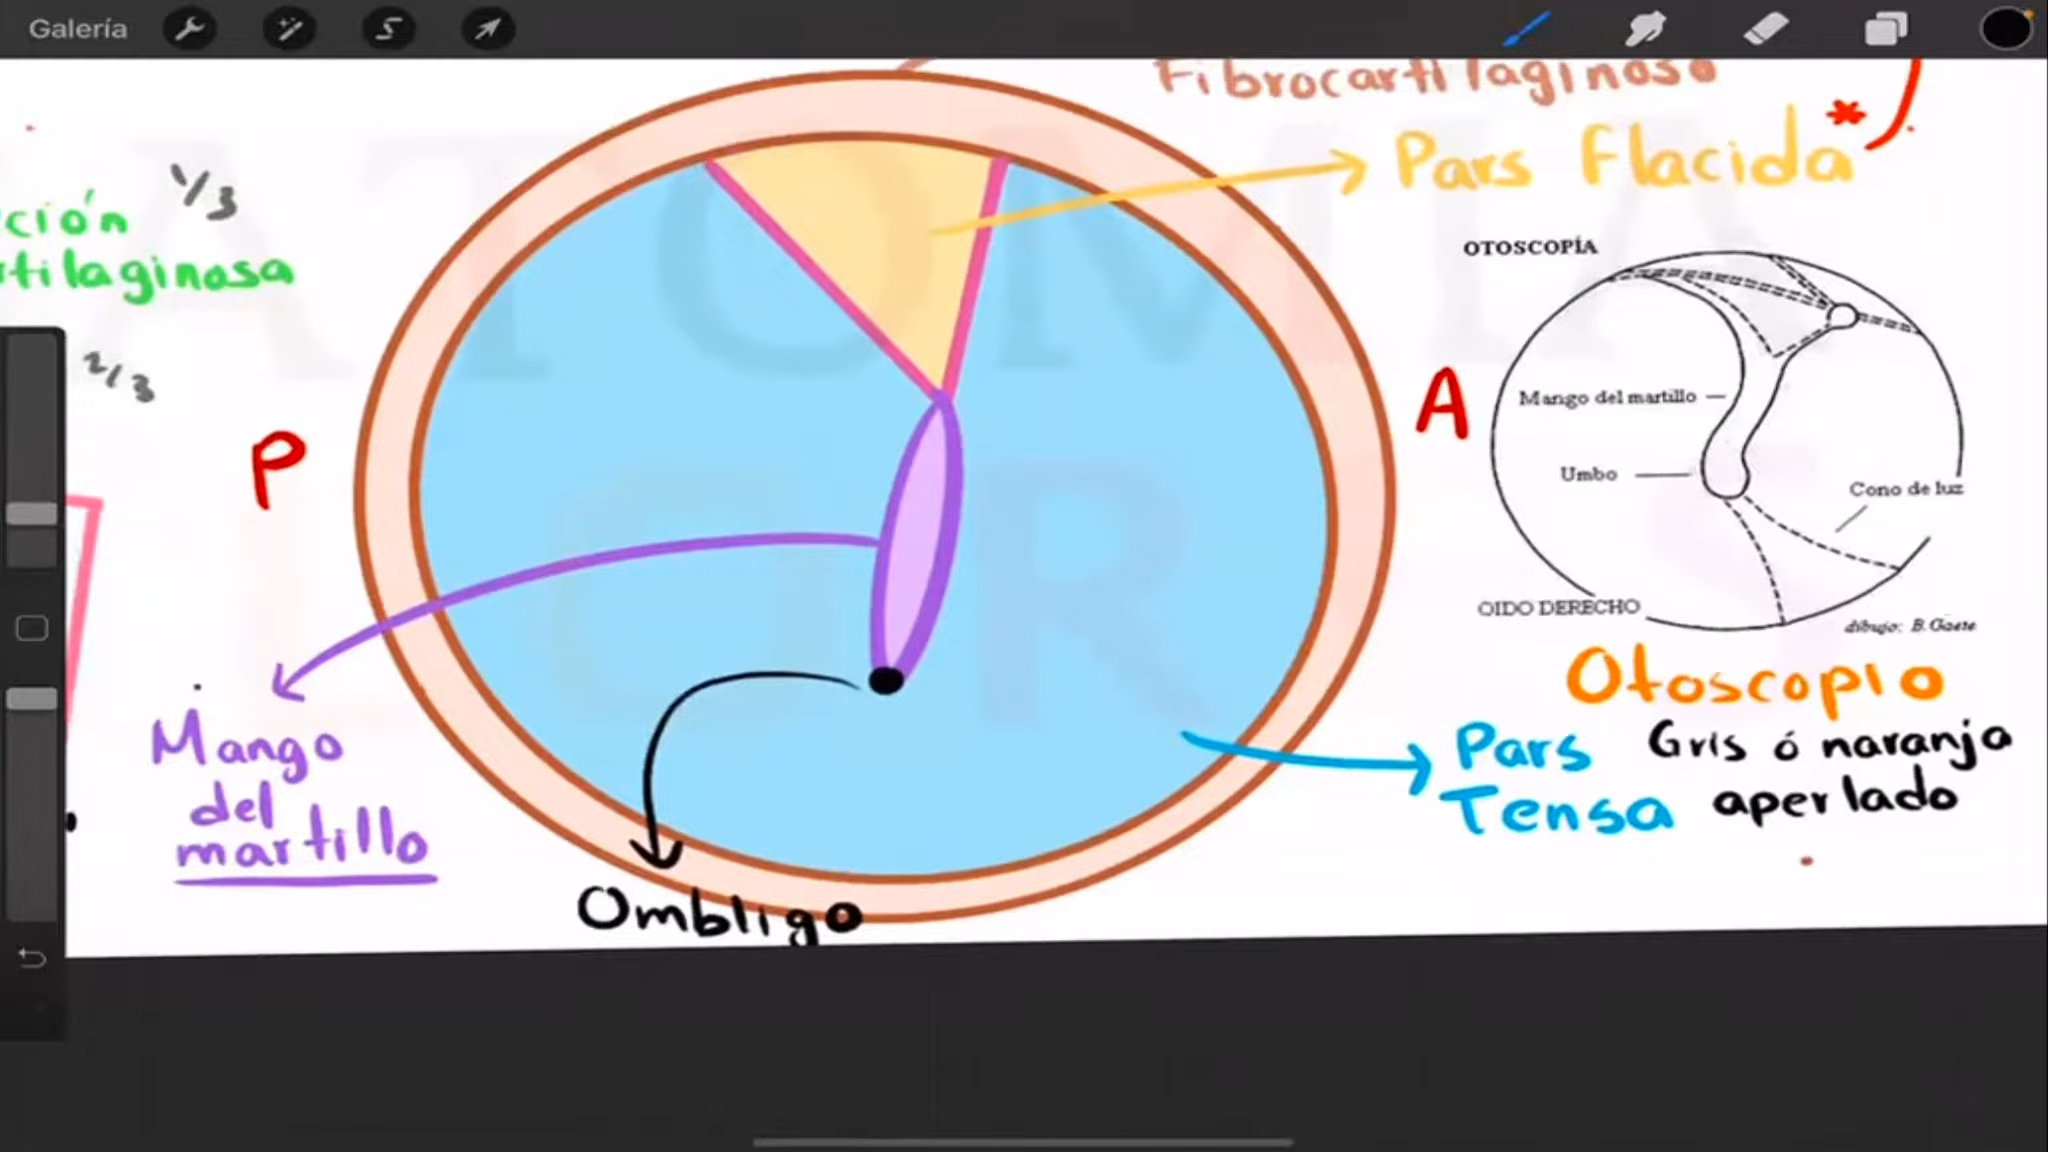 Galería
Fibrocartilaginoso
Pars Flacida*
1/3
ción
tilaginosa
2/3
P
A
OTOSCOPÍA
Mango del martillo
Umbo
Cono de luz
OIDO DERECHO
dibujo: B. Gaete
Otoscopio
Gris ó naranja
aperlado
Pars
Tensa
Mango
del
martillo
Ombligo